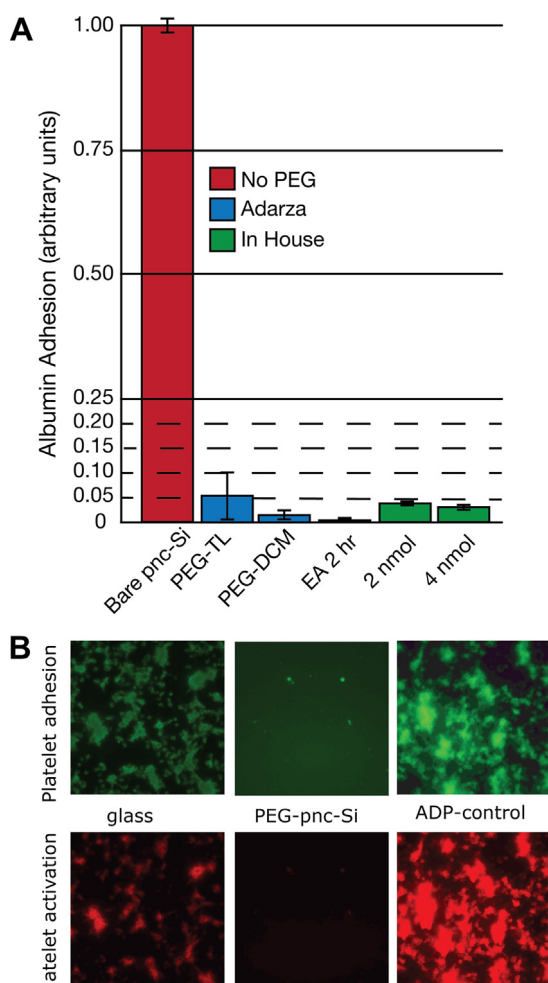 A
Albumin Adhesion (arbitrary units)
1.00
0.75
0.50
0.25
0.20
0.15
0.10
0.05
0
No PEG
Adarza
In House
Bare pnc-Si
PEG-TL
PEG-DCM
EA 2 hr
2 nmol
4 nmol
B
Platelet adhesion
glass
PEG-pnc-Si
ADP-control
atelet activation